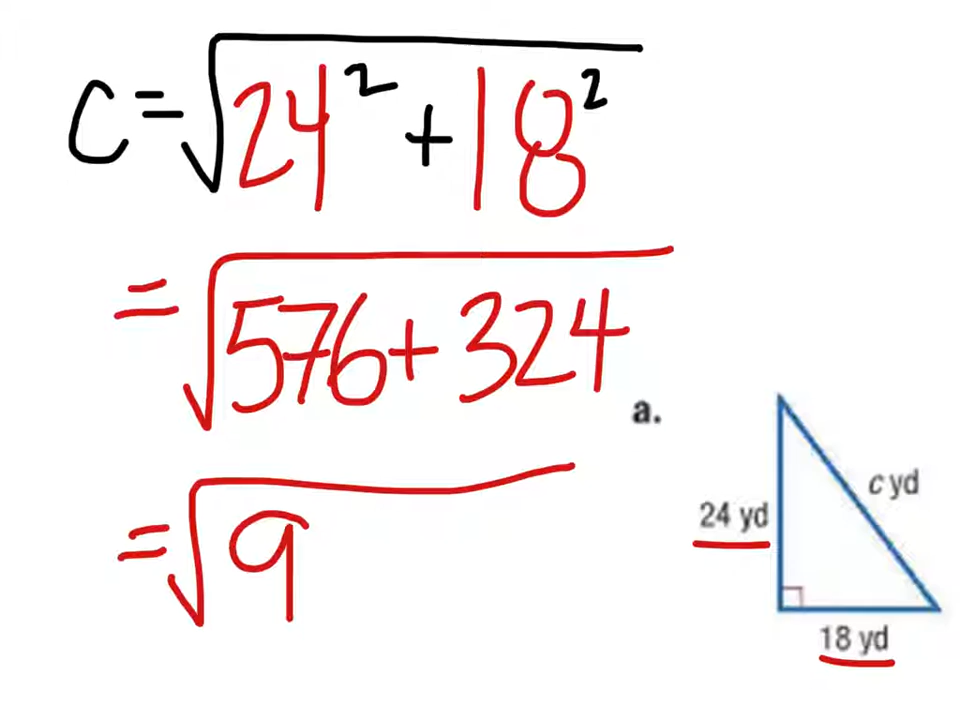 C = √24² + 18²
= √576 + 324
= √9
a.
24 yd
c yd
18 yd